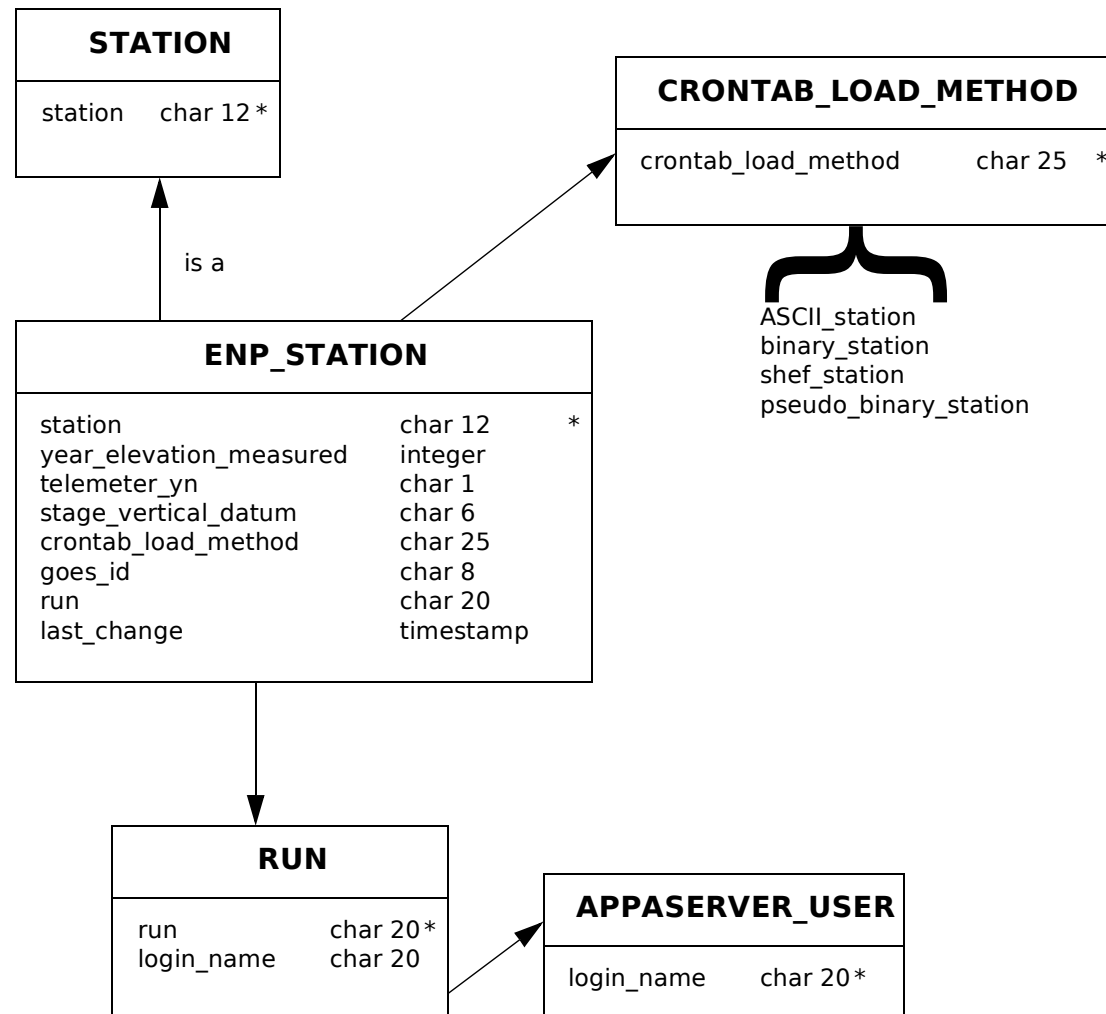 STATION
station char 12 *
CRONTAB_LOAD_METHOD
crontab_load_method char 25 *
is a
ASCII_station
binary_station
shef_station
pseudo_binary_station
ENP_STATION
station char 12 *
year_elevation_measured integer
telemeter_yn char 1
stage_vertical_datum char 6
crontab_load_method char 25
goes_id char 8
run char 20
last_change timestamp
RUN
run char 20 *
login_name char 20
APPASERVER_USER
login_name char 20 *